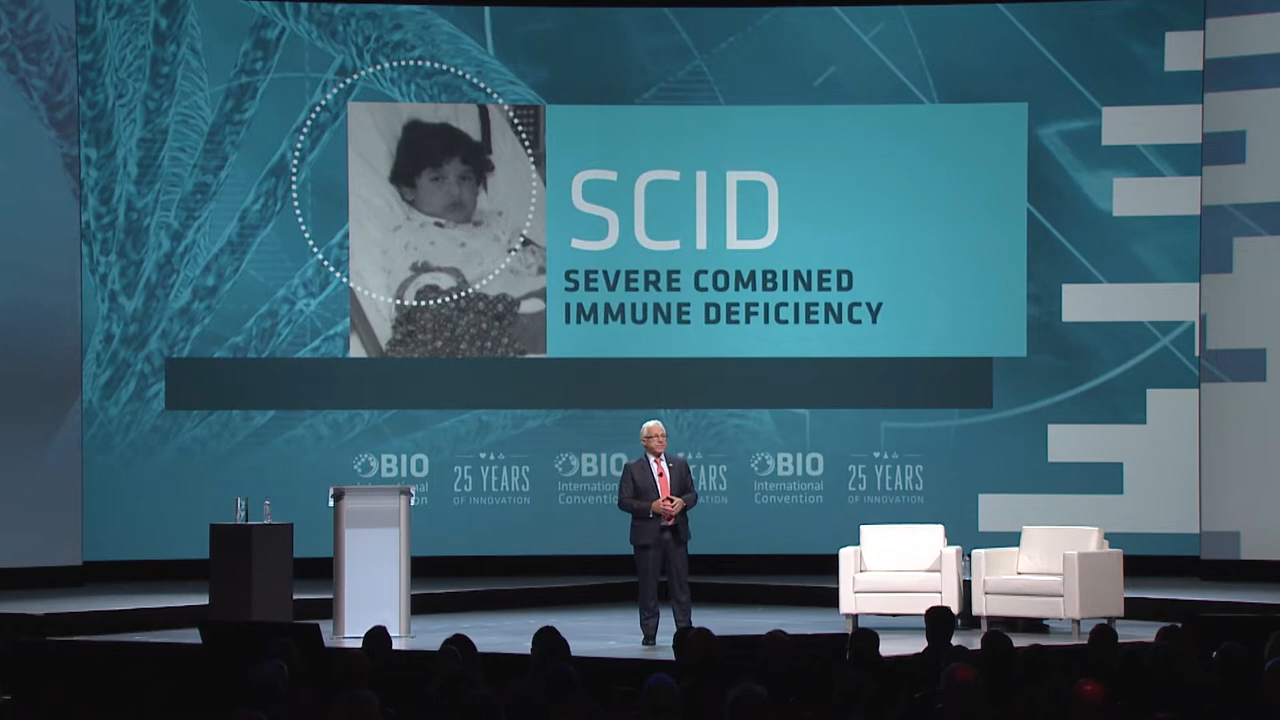 SCID
SEVERE COMBINED
IMMUNE DEFICIENCY
BIO
International
25 YEARS
OF INNOVATION
BIO
International
Convention
BIO
International
Convention
25 YEARS
OF INNOVATION